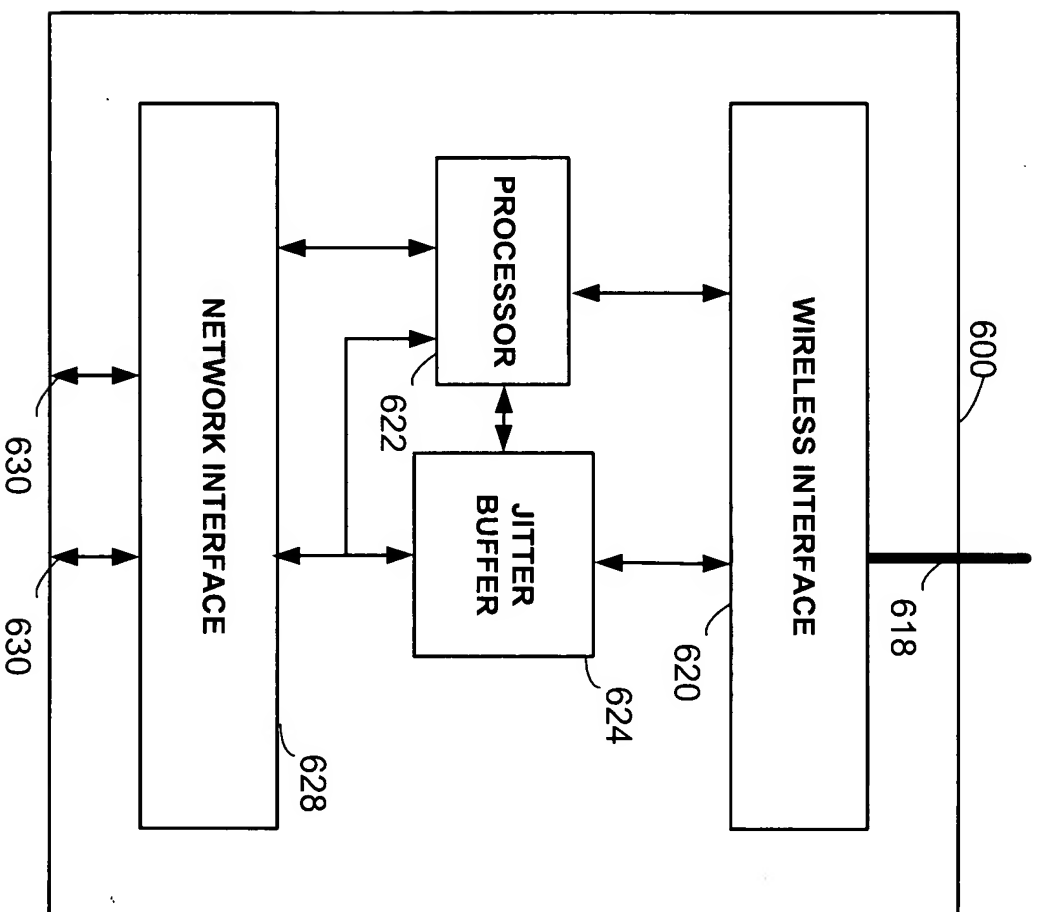 600
618
WIRELESS INTERFACE
620
624
PROCESSOR
JITTER
BUFFER
622
628
NETWORK INTERFACE
630
630